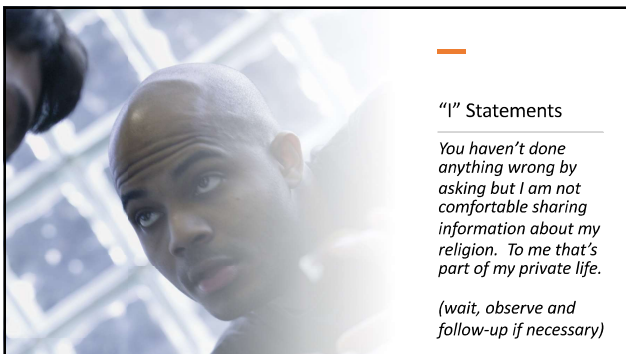 “I” Statements
You haven’t done
anything wrong by
asking but I am not
comfortable sharing
information about my
religion.  To me that’s
part of my private life.
(wait, observe and
follow-up if necessary)